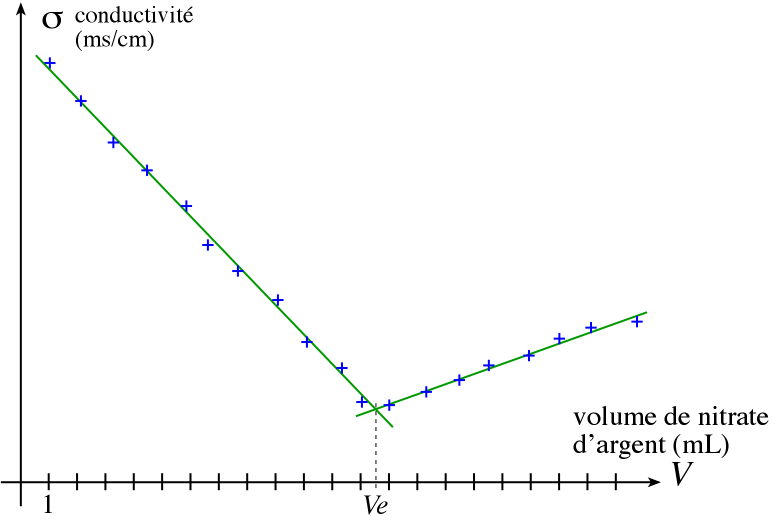 σ conductivité
(ms/cm)
volume de nitrate
d'argent (mL)
V
1
Ve